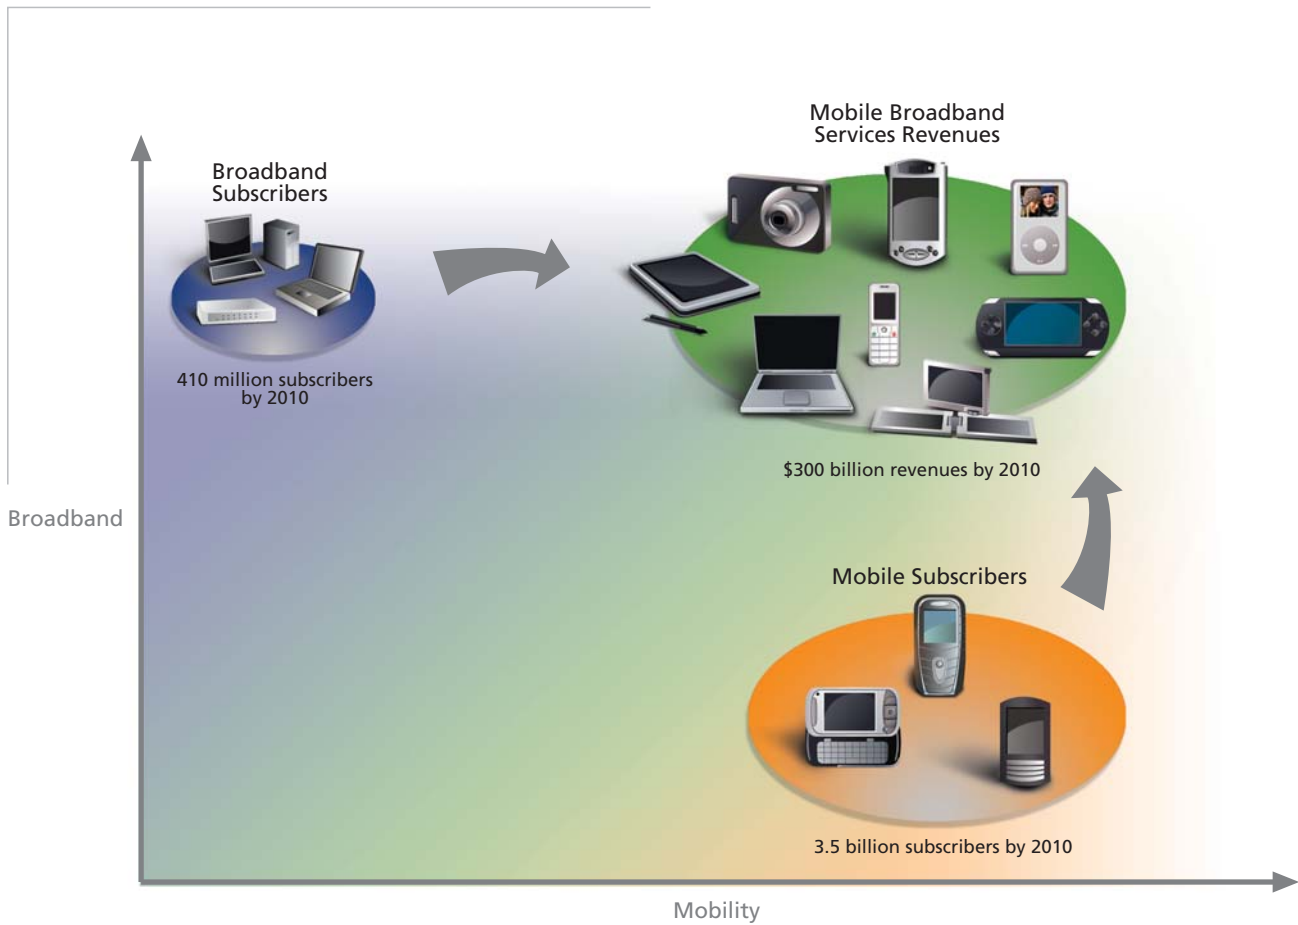 Mobile Broadband
Services Revenues
Broadband
Subscribers
410 million subscribers
by 2010
$300 billion revenues by 2010
Broadband
Mobile Subscribers
3.5 billion subscribers by 2010
Mobility